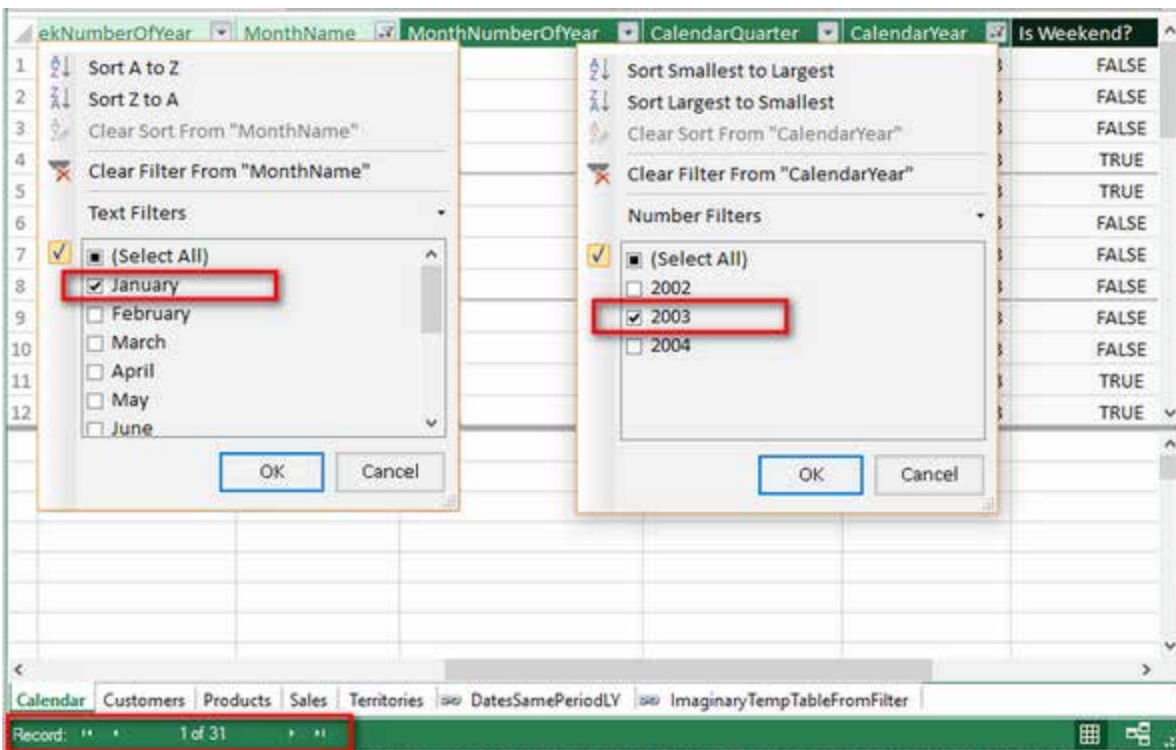 ekNumberOfYear MonthName MonthNumberOfYear CalendarQuarter CalendarYear Is Weekend?
1 FALSE
2 FALSE
3 FALSE
4 TRUE
5 TRUE
6 FALSE
7 FALSE
8 FALSE
9 FALSE
10 FALSE
11 TRUE
12 TRUE
Sort A to Z
Sort Z to A
Clear Sort From "MonthName"
Clear Filter From "MonthName"
Text Filters
(Select All)
January
February
March
April
May
June
OK Cancel
Sort Smallest to Largest
Sort Largest to Smallest
Clear Sort From "CalendarYear"
Clear Filter From "CalendarYear"
Number Filters
(Select All)
2002
2003
2004
OK Cancel
Calendar Customers Products Sales Territories DatesSamePeriodLY ImaginaryTempTableFromFilter
Record: 1 of 31